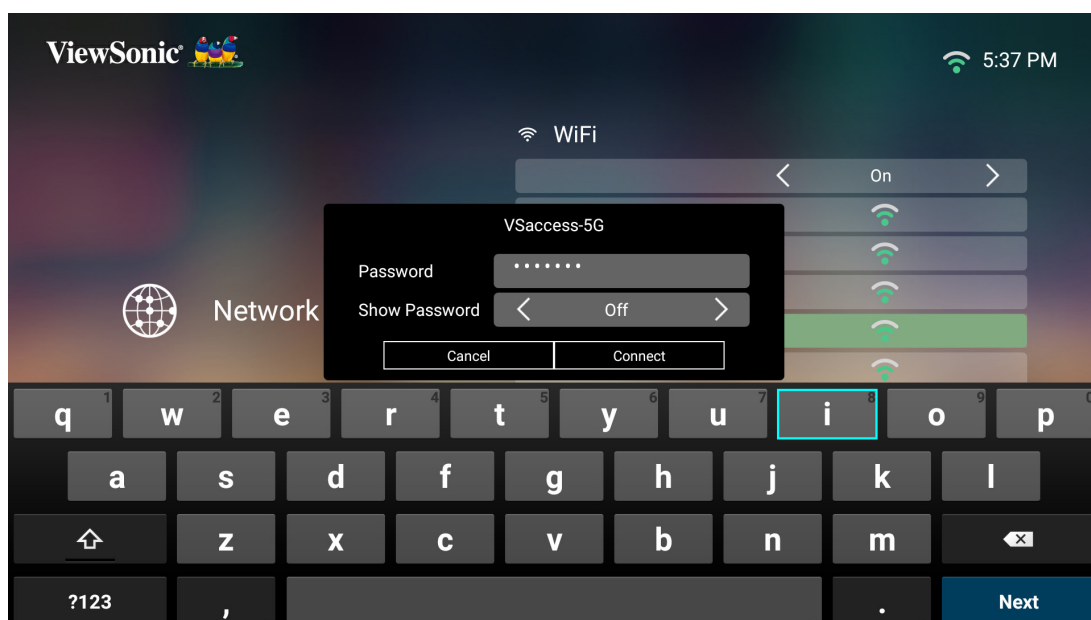 ViewSonic®
5:37 PM
WiFi
On
VSaccess-5G
Password •••••••
Network
Show Password Off
Cancel Connect
1 2 3 4 5 6 7 8 9 0
q w e r t y u i o p
a s d f g h j k l
z x c v b n m
?123 , . Next